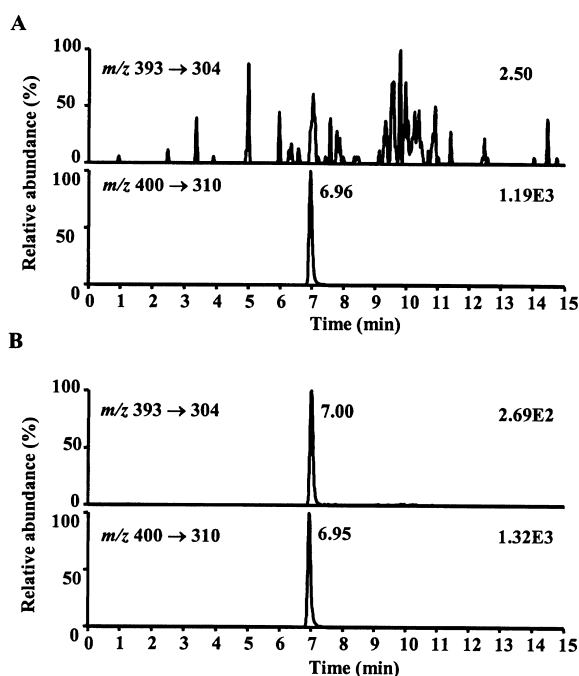 A
Relative abundance (%)
100
50
0
m/z 393 → 304
2.50
100
50
0
m/z 400 → 310
6.96
1.19E3
0 1 2 3 4 5 6 7 8 9 10 11 12 13 14 15
Time (min)
B
Relative abundance (%)
100
50
0
m/z 393 → 304
7.00
2.69E2
100
50
0
m/z 400 → 310
6.95
1.32E3
0 1 2 3 4 5 6 7 8 9 10 11 12 13 14 15
Time (min)